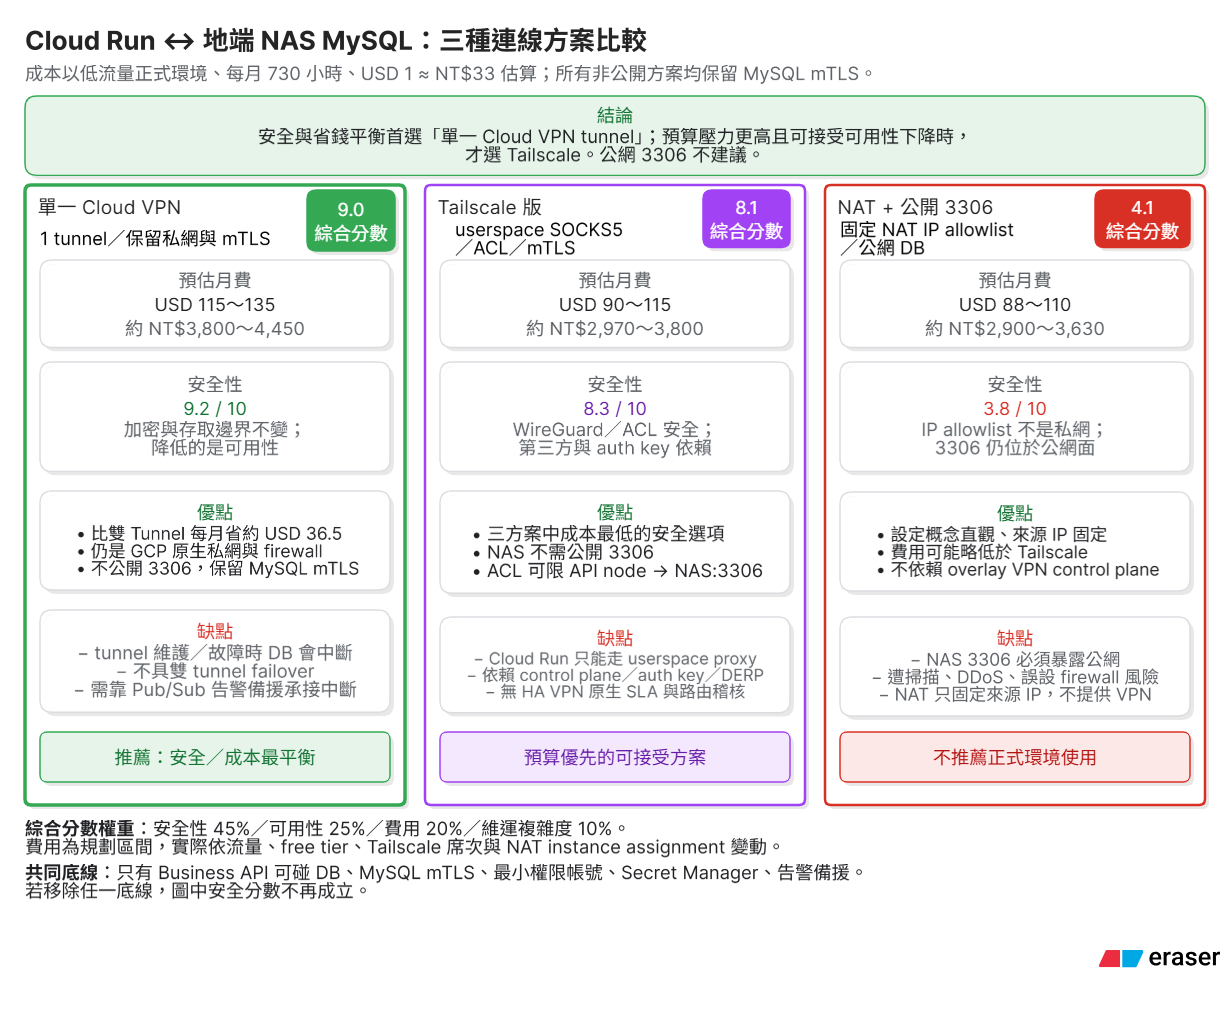 Cloud Run ↔ 地端 NAS MySQL：三種連線方案比較
成本以低流量正式環境、每月 730 小時、USD 1 ≈ NT$33 估算；所有非公開方案均保留 MySQL mTLS。
結論
安全與省錢平衡首選「單一 Cloud VPN tunnel」；預算壓力更高且可接受可用性下降時，
才選 Tailscale。公網 3306 不建議。
單一 Cloud VPN
9.0
綜合分數
1 tunnel／保留私網與 mTLS
預估月費
USD 115～135
約 NT$3,800～4,450
安全性
9.2 / 10
加密與存取邊界不變；
降低的是可用性
優點
• 比雙 Tunnel 每月省約 USD 36.5
• 仍是 GCP 原生私網與 firewall
• 不公開 3306，保留 MySQL mTLS
缺點
– tunnel 維護／故障時 DB 會中斷
– 不具雙 tunnel failover
– 需靠 Pub/Sub 告警備援承接中斷
推薦：安全／成本最平衡
Tailscale 版
8.1
綜合分數
userspace SOCKS5
／ACL／mTLS
預估月費
USD 90～115
約 NT$2,970～3,800
安全性
8.3 / 10
WireGuard／ACL 安全；
第三方與 auth key 依賴
優點
• 三方案中成本最低的安全選項
• NAS 不需公開 3306
• ACL 可限 API node → NAS:3306
缺點
– Cloud Run 只能走 userspace proxy
– 依賴 control plane／auth key／DERP
– 無 HA VPN 原生 SLA 與路由稽核
預算優先的可接受方案
NAT + 公開 3306
4.1
綜合分數
固定 NAT IP allowlist
／公網 DB
預估月費
USD 88～110
約 NT$2,900～3,630
安全性
3.8 / 10
IP allowlist 不是私網；
3306 仍位於公網面
優點
• 設定概念直觀、來源 IP 固定
• 費用可能略低於 Tailscale
• 不依賴 overlay VPN control plane
缺點
– NAS 3306 必須暴露公網
– 遭掃描、DDoS、誤設 firewall 風險
– NAT 只固定來源 IP，不提供 VPN
不推薦正式環境使用
綜合分數權重：安全性 45%／可用性 25%／費用 20%／維運複雜度 10%。
費用為規劃區間，實際依流量、free tier、Tailscale 席次與 NAT instance assignment 變動。
共同底線：只有 Business API 可碰 DB、MySQL mTLS、最小權限帳號、Secret Manager、告警備援。
若移除任一底線，圖中安全分數不再成立。
eraser